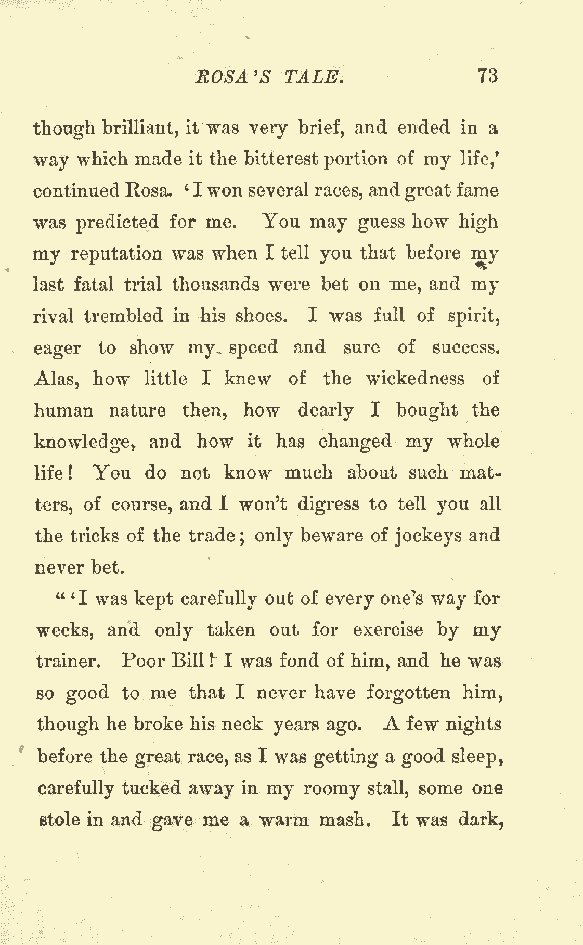 ROSA'S TALE. 73
though brilliant, it was very brief, and ended in a
way which made it the bitterest portion of my life,'
continued Rosa. 'I won several races, and great fame
was predicted for me. You may guess how high
my reputation was when I tell you that before my
last fatal trial thousands were bet on me, and my
rival trembled in his shoes. I was full of spirit,
eager to show my speed and sure of success.
Alas, how little I knew of the wickedness of
human nature then, how dearly I bought the
knowledge, and how it has changed my whole
life! You do not know much about such mat-
ters, of course, and I won't digress to tell you all
the tricks of the trade; only beware of jockeys and
never bet.
"'I was kept carefully out of every one's way for
weeks, and only taken out for exercise by my
trainer. Poor Bill! I was fond of him, and he was
so good to me that I never have forgotten him,
though he broke his neck years ago. A few nights
before the great race, as I was getting a good sleep,
carefully tucked away in my roomy stall, some one
stole in and gave me a warm mash. It was dark,